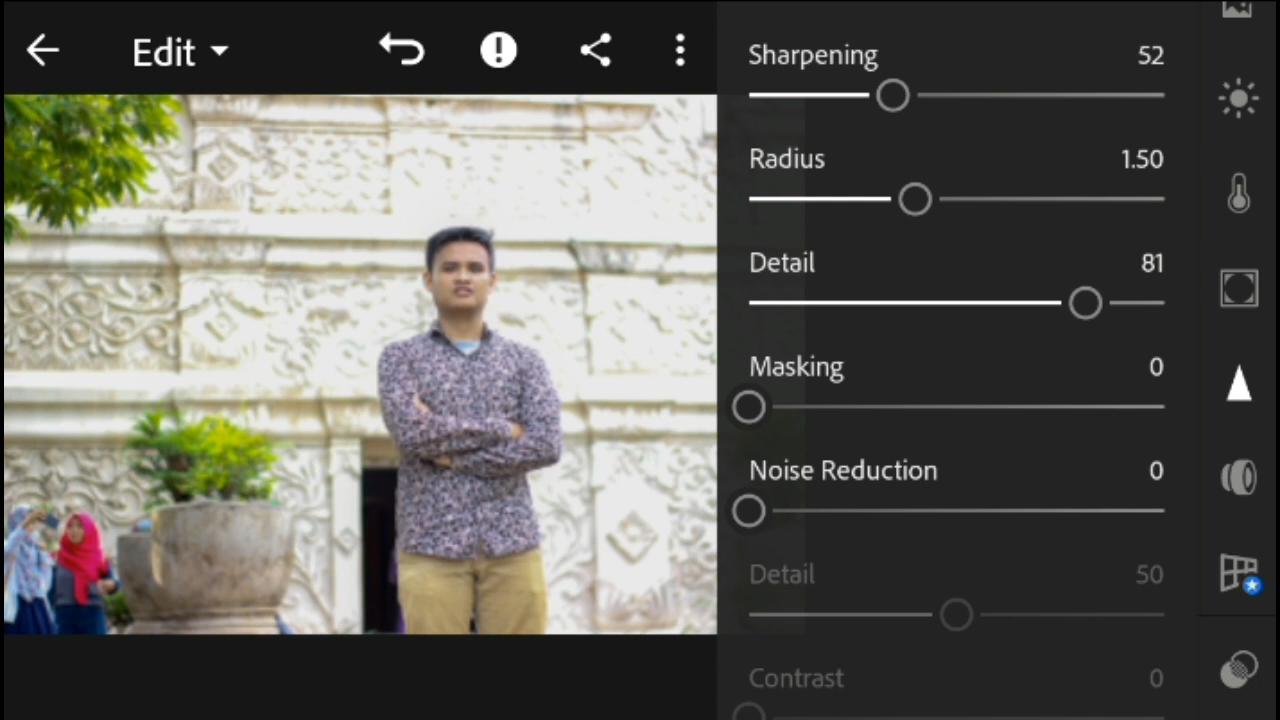 Edit
Sharpening 52
Radius 1.50
Detail 81
Masking 0
Noise Reduction 0
Detail 50
Contrast 0